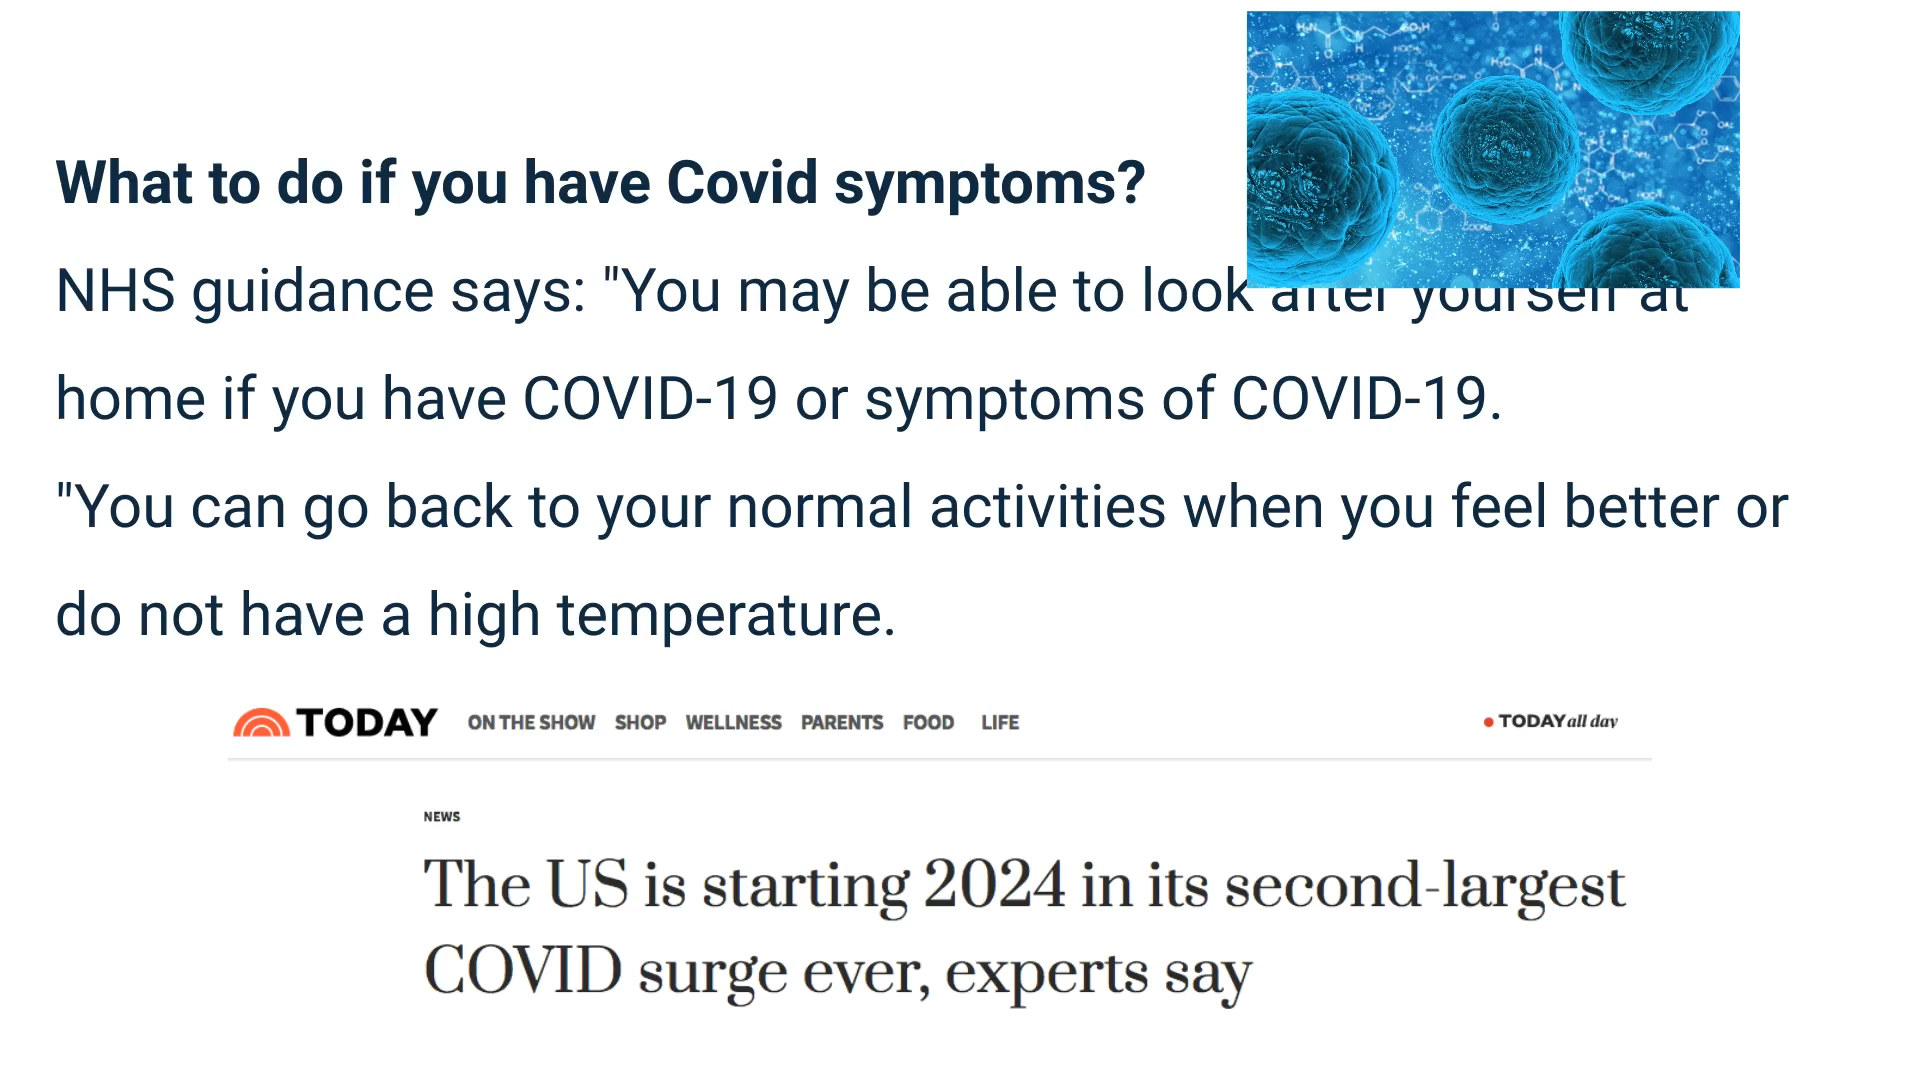 What to do if you have Covid symptoms?
NHS guidance says: "You may be able to look after yourself at
home if you have COVID-19 or symptoms of COVID-19.
"You can go back to your normal activities when you feel better or
do not have a high temperature.
TODAY ON THE SHOW SHOP WELLNESS PARENTS FOOD LIFE TODAY all day
NEWS
The US is starting 2024 in its second-largest
COVID surge ever, experts say